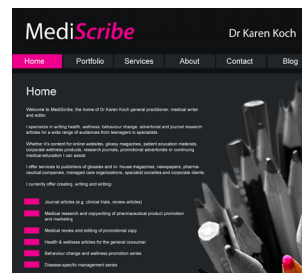 MediScribe
Dr Karen Koch
Home Portfolio Services About Contact Blog
Home
Welcome to MediScribe, the home of Dr Karen Koch general practitioner, medical writer
and editor.
I specialize in writing health, wellness, behaviour change, advertorial and journal research
articles for a wide range of audiences from teenagers to specialists.
Whether it's content for online websites, glossy magazines, patient education materials,
corporate wellness products, research journals, promotional advertorials or continuing
medical education I can assist.
I offer services to publishers of glossies and in- house magazines, newspapers, pharma-
ceutical companies, managed care organizations, specialist societies and corporate clients.
I currently offer creating, writing and editing:
Journal articles (e.g. clinical trials, review articles)
Medical research and copywriting of pharmaceutical product promotion
and marketing
Medical review and editing of promotional copy
Health & wellness articles for the general consumer
Behaviour change and wellness promotion series
Disease-specific management series